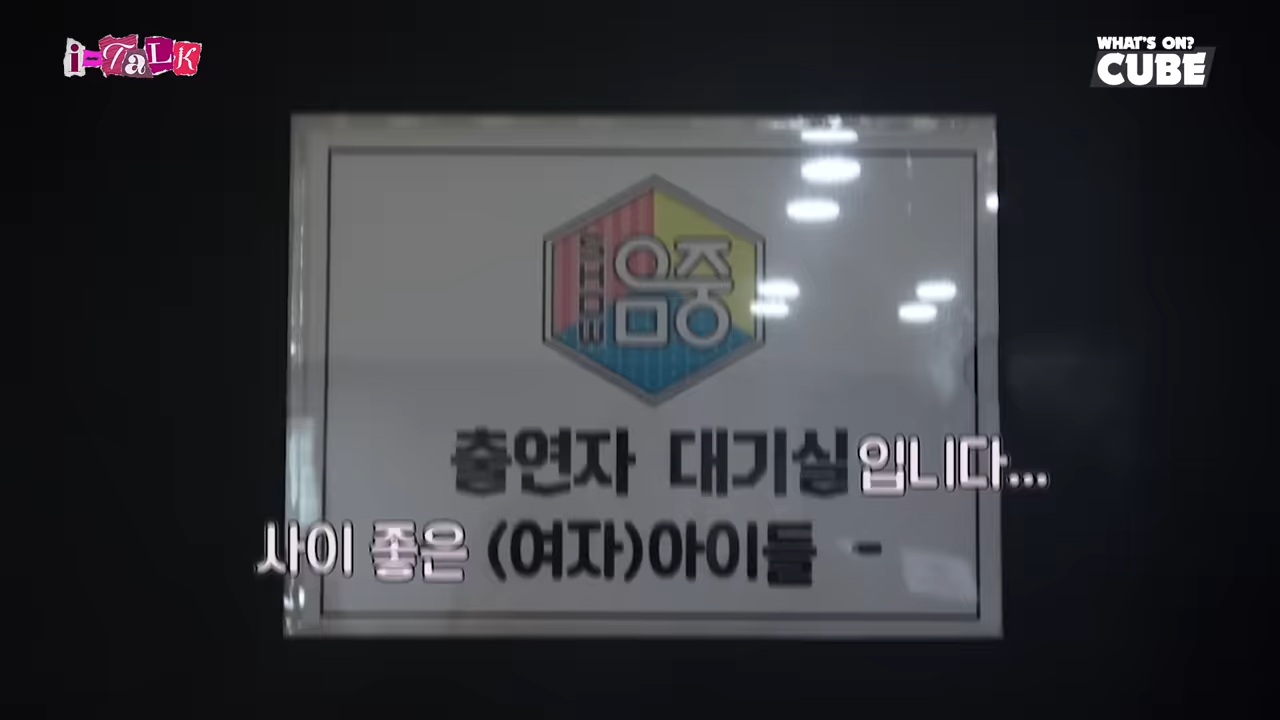 i-TALK
WHAT'S ON?
CUBE
SHOW
음중
출연자 대기실입니다...
사이 좋은 (여자)아이들 -